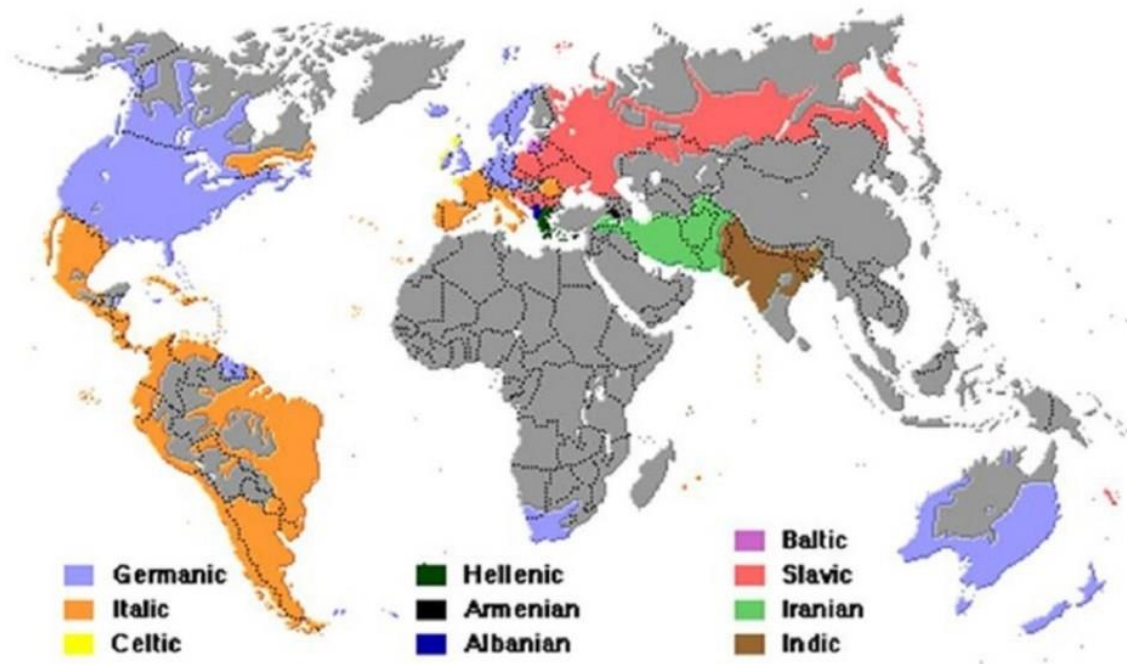 Germanic
Italic
Celtic
Hellenic
Armenian
Albanian
Baltic
Slavic
Iranian
Indic